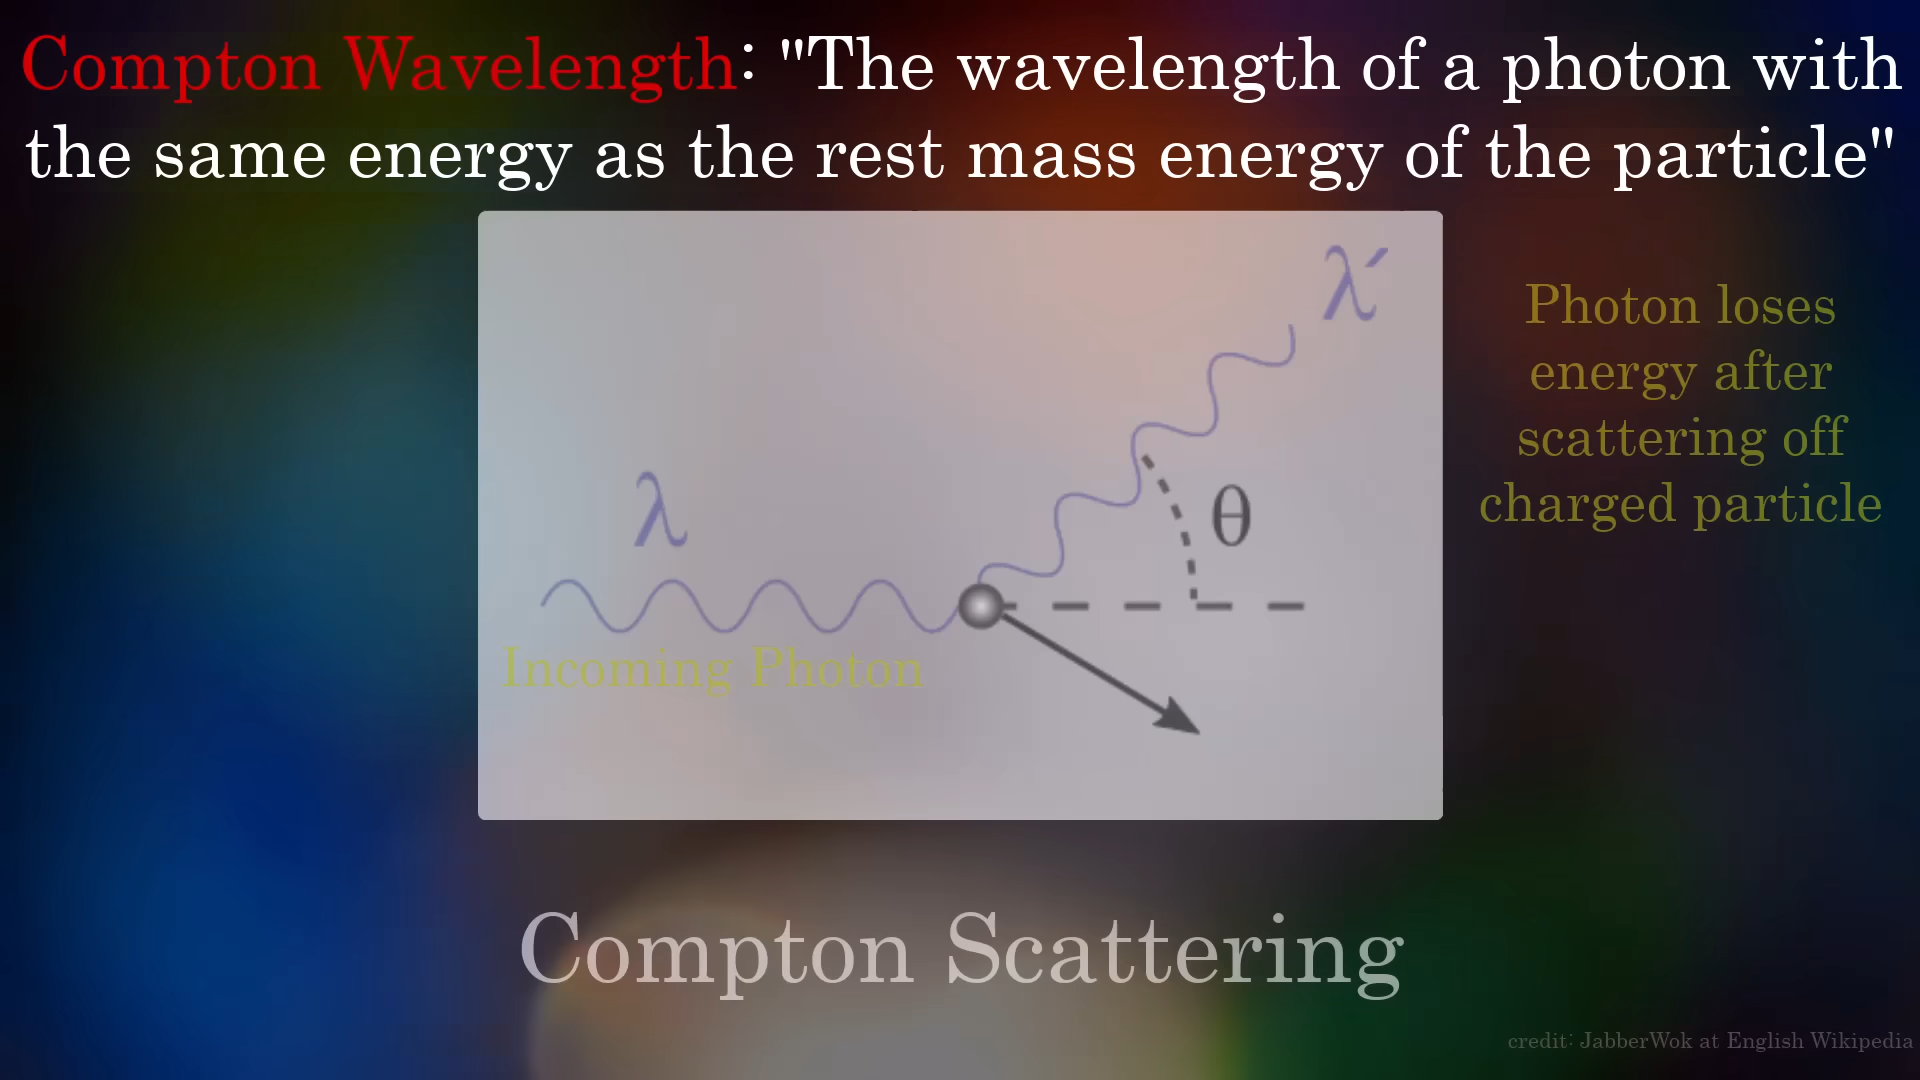 Compton Wavelength: "The wavelength of a photon with
the same energy as the rest mass energy of the particle"
λ´
Photon loses
energy after
scattering off
charged particle
λ
θ
Incoming Photon
Compton Scattering
credit: JabberWok at English Wikipedia